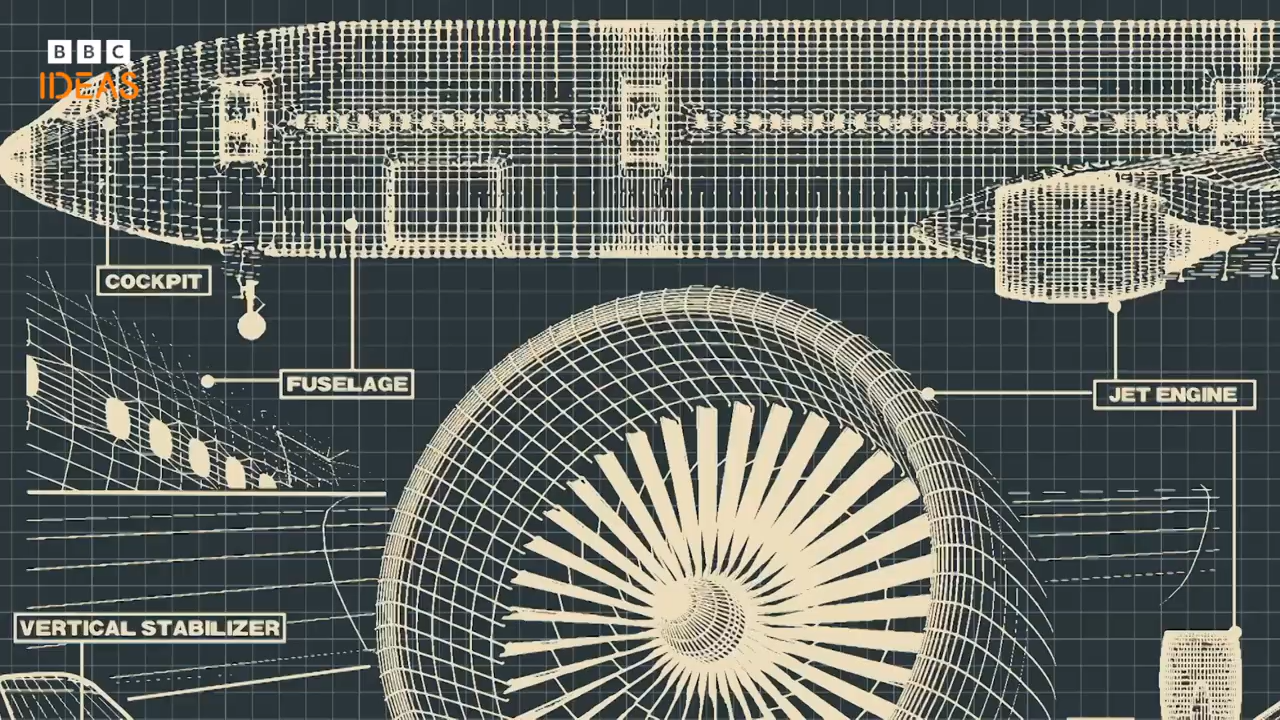 BBC
IDEAS
COCKPIT
FUSELAGE
JET ENGINE
VERTICAL STABILIZER